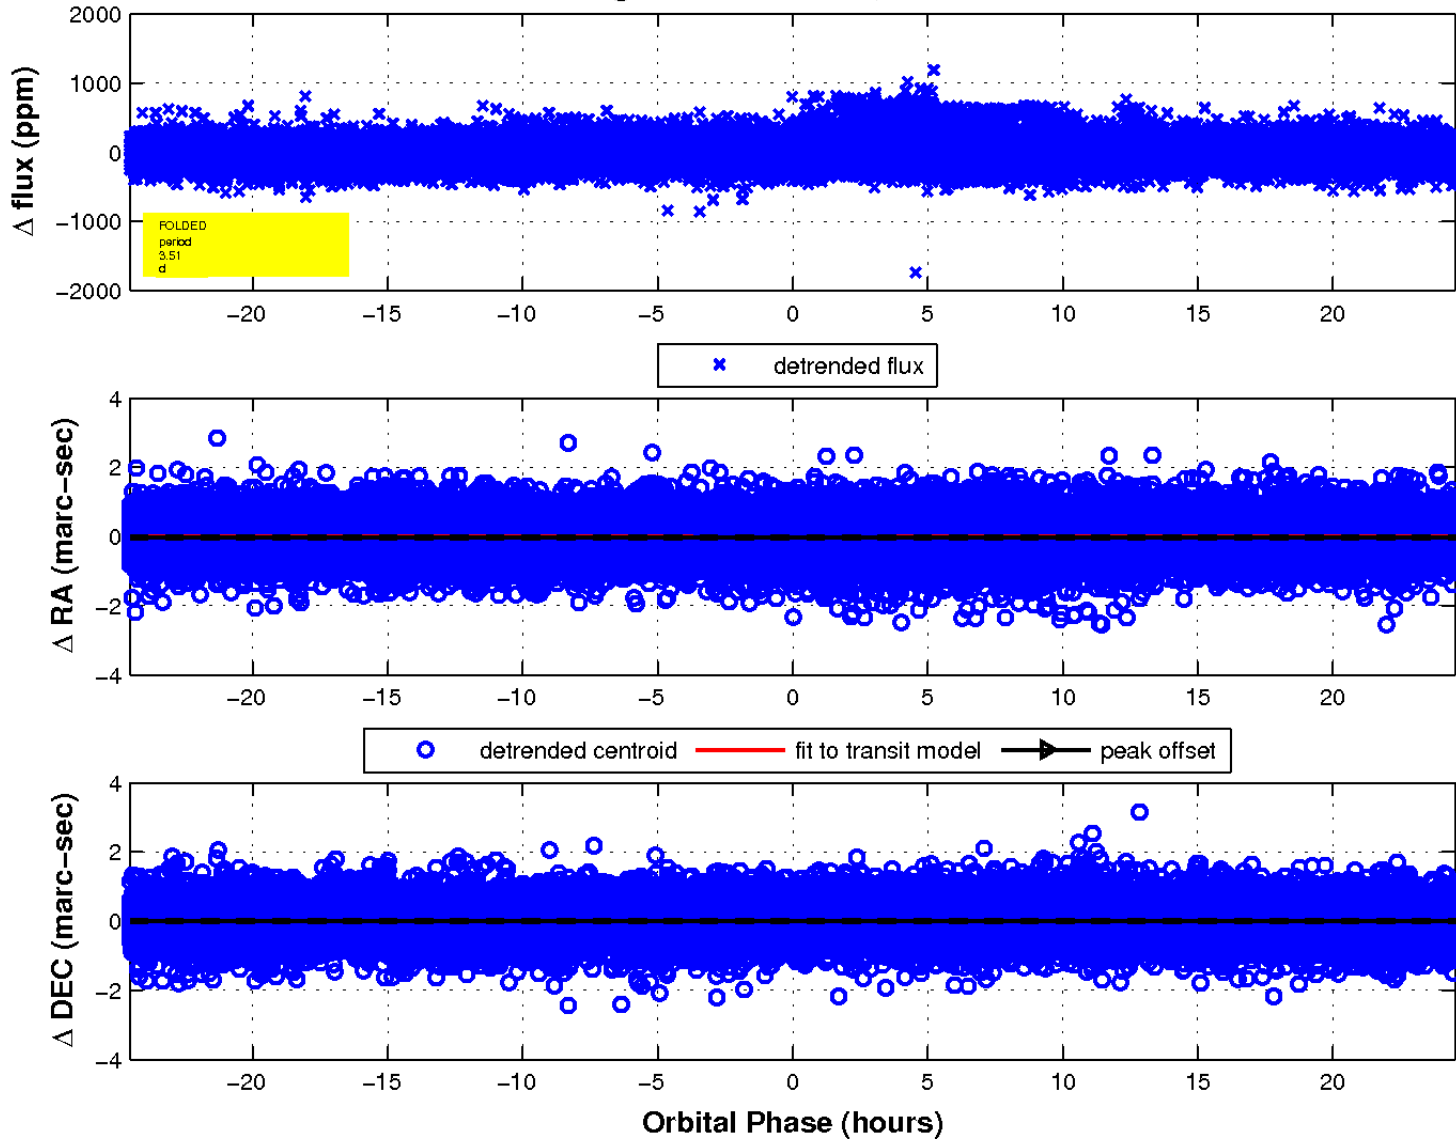 2000
1000
0
−1000
−2000
Δ flux (ppm)
FOLDED
period
3.51
d
−20 −15 −10 −5 0 5 10 15 20
detrended flux
4
2
0
−2
−4
Δ RA (marc−sec)
−20 −15 −10 −5 0 5 10 15 20
detrended centroid fit to transit model peak offset
4
2
0
−2
−4
Δ DEC (marc−sec)
−20 −15 −10 −5 0 5 10 15 20
Orbital Phase (hours)